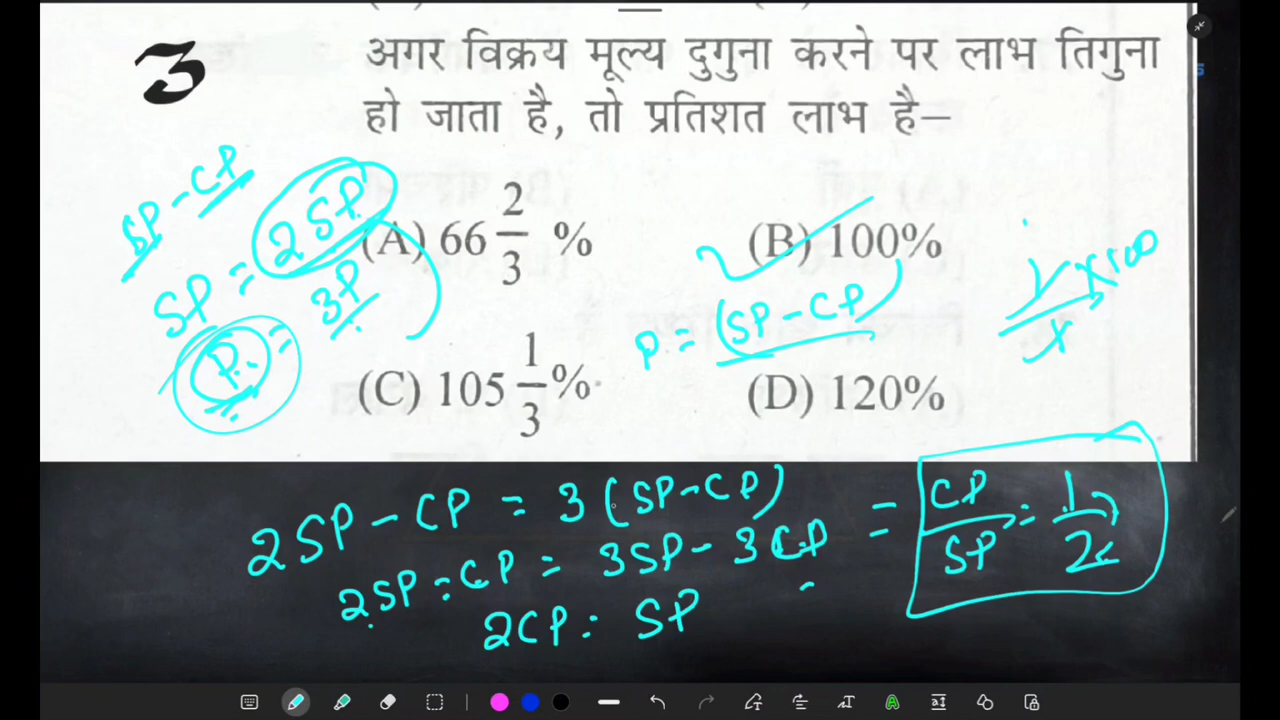 3
अगर विक्रय मूल्य दुगुना करने पर लाभ तिगुना
हो जाता है, तो प्रतिशत लाभ है–
SP - CP
SP = 2SP
P. = 3P
(A) 66 2/3 %
(B) 100%
P = (SP - CP)
1/x × 100
(C) 105 1/3 %
(D) 120%
2SP - CP = 3 (SP - CP)
2SP = CP = 3SP - 3CP
2CP = SP
= CP/SP = 1/2